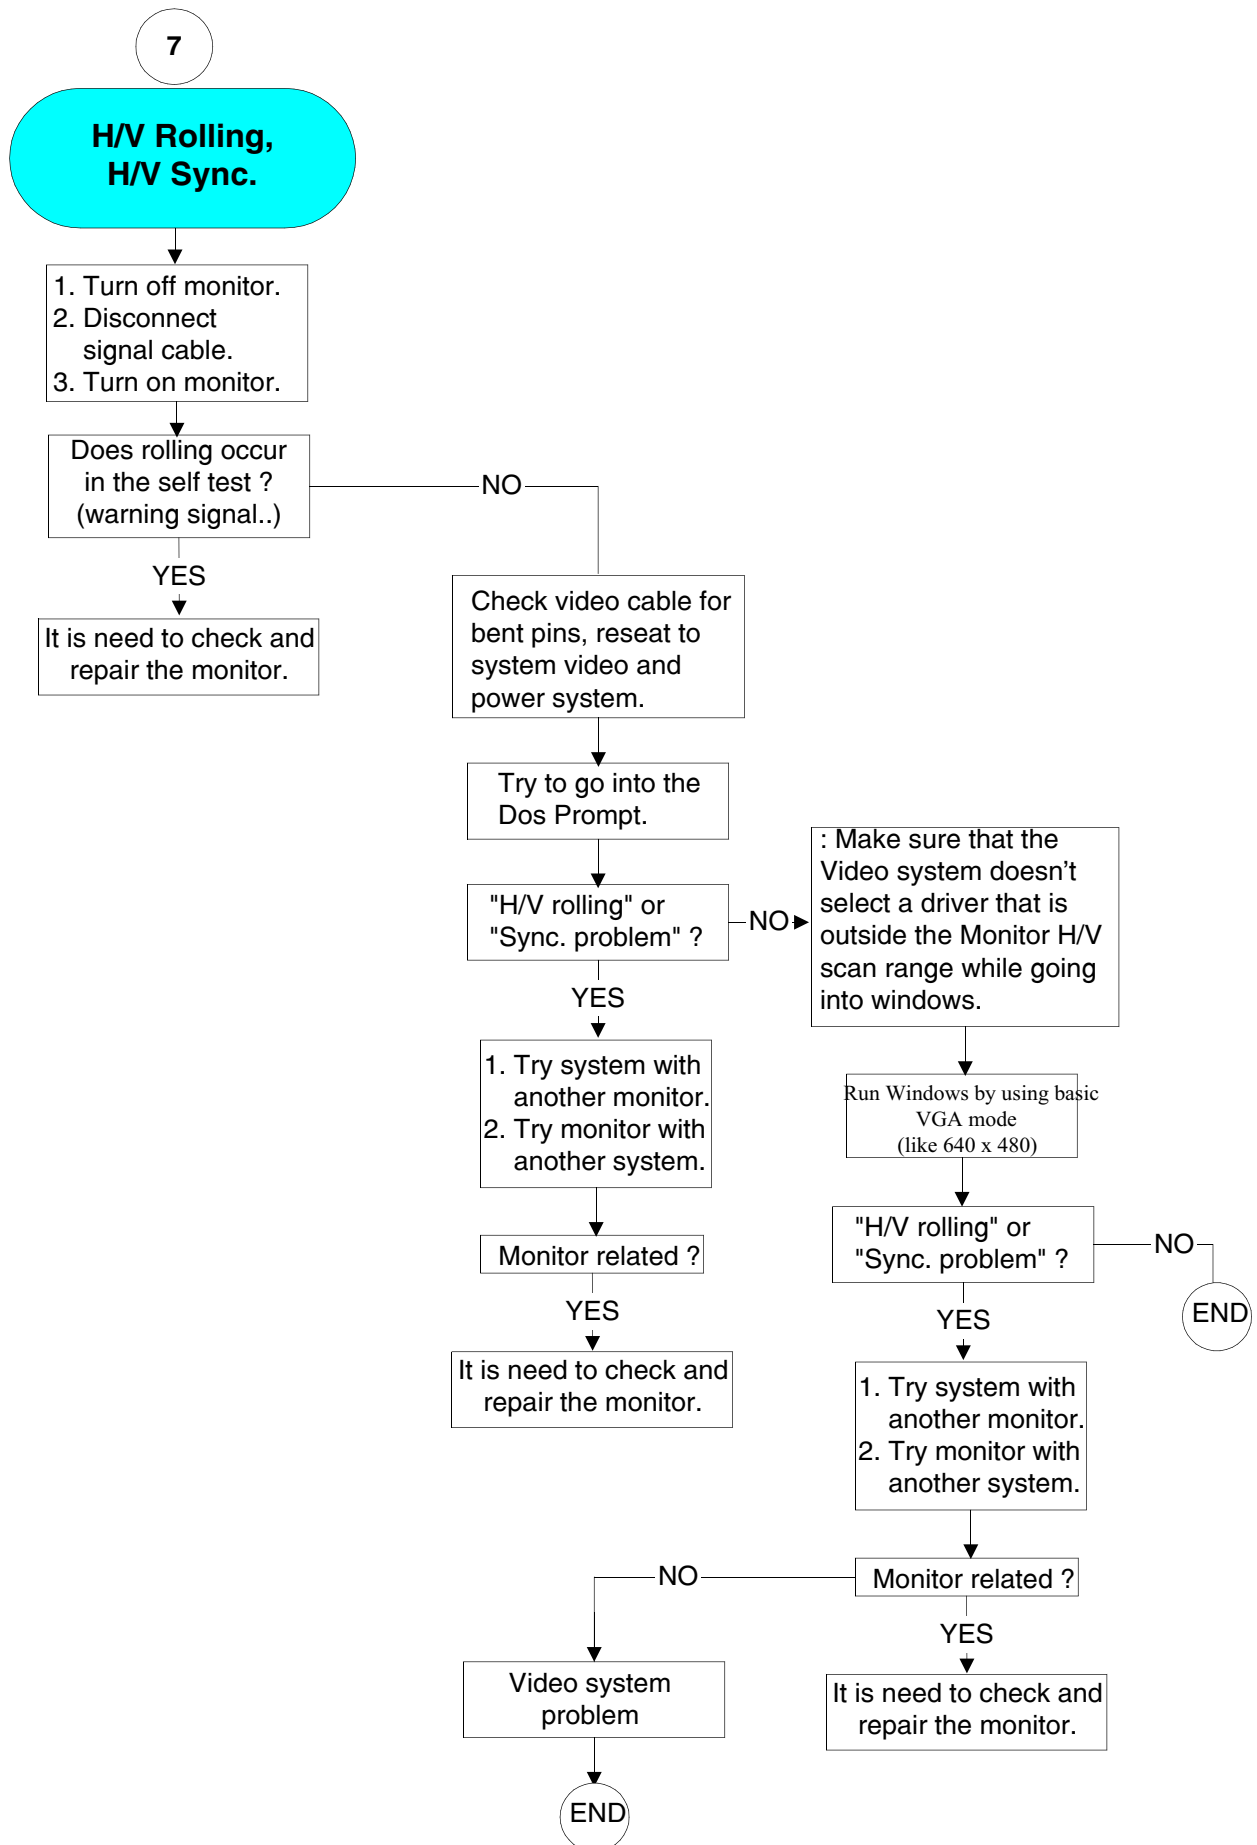 7
H/V Rolling,
H/V Sync.
1. Turn off monitor.
2. Disconnect
signal cable.
3. Turn on monitor.
Does rolling occur
in the self test ?
(warning signal..)
NO
YES
It is need to check and
repair the monitor.
Check video cable for
bent pins, reseat to
system video and
power system.
Try to go into the
Dos Prompt.
"H/V rolling" or
"Sync. problem" ?
NO
: Make sure that the
Video system doesn't
select a driver that is
outside the Monitor H/V
scan range while going
into windows.
YES
1. Try system with
another monitor.
2. Try monitor with
another system.
Monitor related ?
YES
It is need to check and
repair the monitor.
Run Windows by using basic
VGA mode
(like 640 x 480)
"H/V rolling" or
"Sync. problem" ?
NO
END
YES
1. Try system with
another monitor.
2. Try monitor with
another system.
Monitor related ?
NO
YES
It is need to check and
repair the monitor.
Video system
problem
END